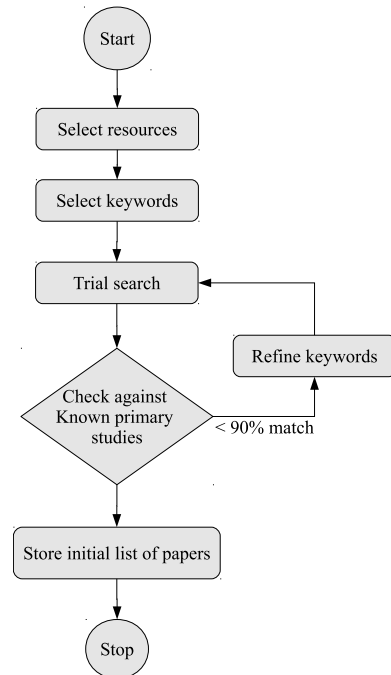 Start
Select resources
Select keywords
Trial search
Refine keywords
Check against
Known primary
studies
< 90% match
Store initial list of papers
Stop